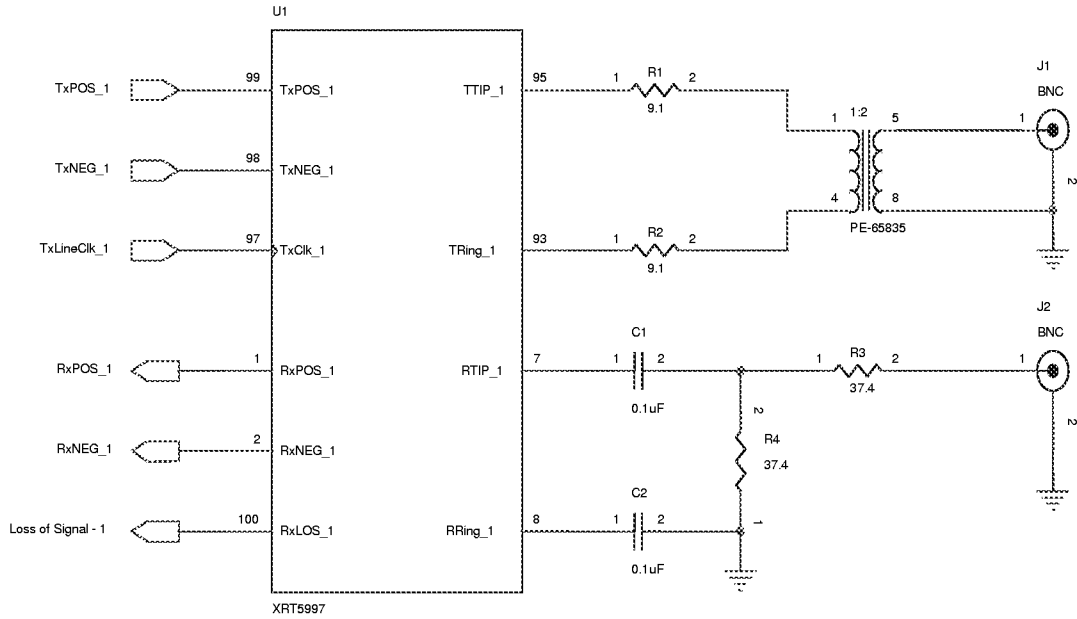 U1
TxPOS_1 99 TxPOS_1 TTIP_1 95 1 R1 2 9.1
J1
BNC
1 1:2 5 1
TxNEG_1 98 TxNEG_1
2
4 8
PE-65835
TxLineClk_1 97 TxClk_1 TRing_1 93 1 R2 2
9.1
J2
BNC
C1
RxPOS_1 1 RxPOS_1 RTIP_1 7 1 2 1 R3 2 1
0.1uF 37.4
2 2
R4
37.4
RxNEG_1 2 RxNEG_1
C2
Loss of Signal - 1 100 RxLOS_1 RRing_1 8 1 2 1
0.1uF
XRT5997